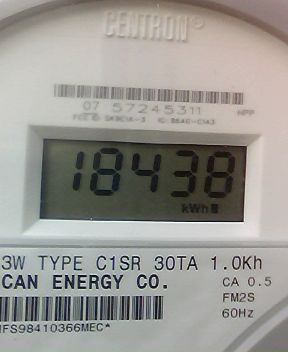 CENTRON®
07 57245311 NPP
18438
kWh
3W TYPE C1SR 30TA 1.0Kh
CAN ENERGY CO. CA 0.5
FM2S
60Hz
IFS98410366MEC*